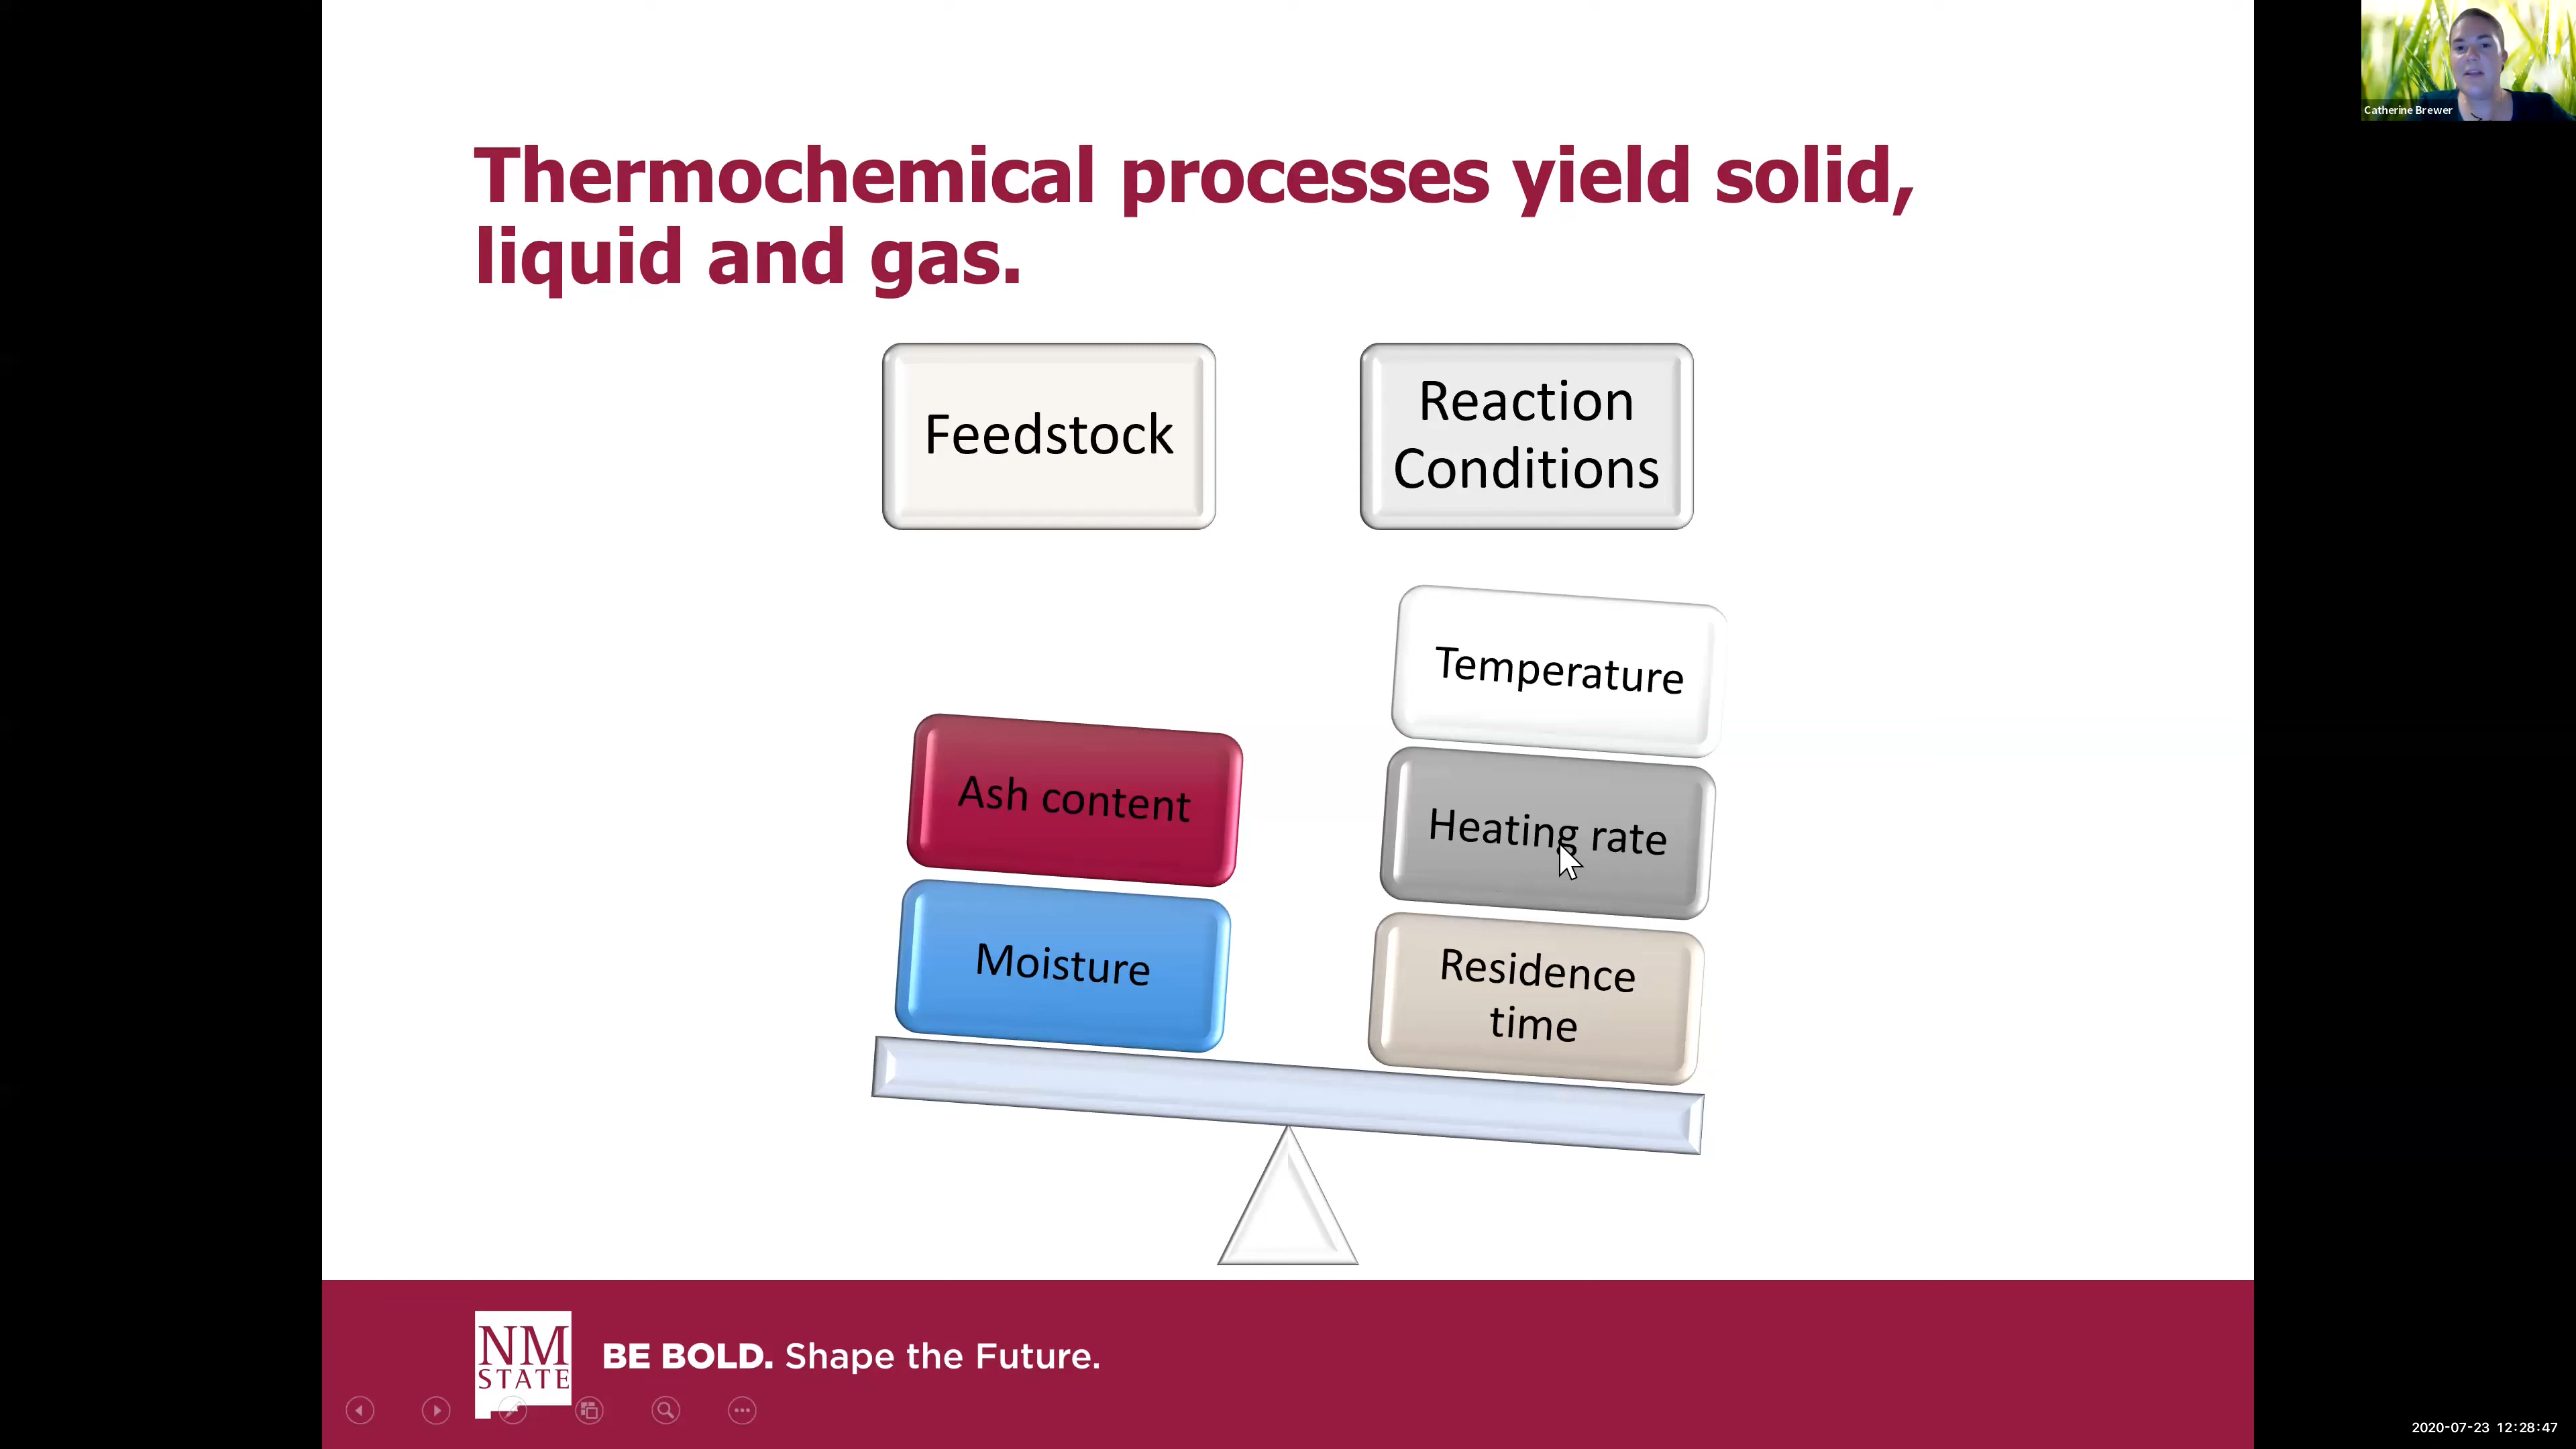 Catherine Brewer
Thermochemical processes yield solid,
liquid and gas.
Feedstock
Reaction
Conditions
Temperature
Ash content
Heating rate
Moisture
Residence
time
NM
STATE
BE BOLD. Shape the Future.
2020-07-23 12:28:47